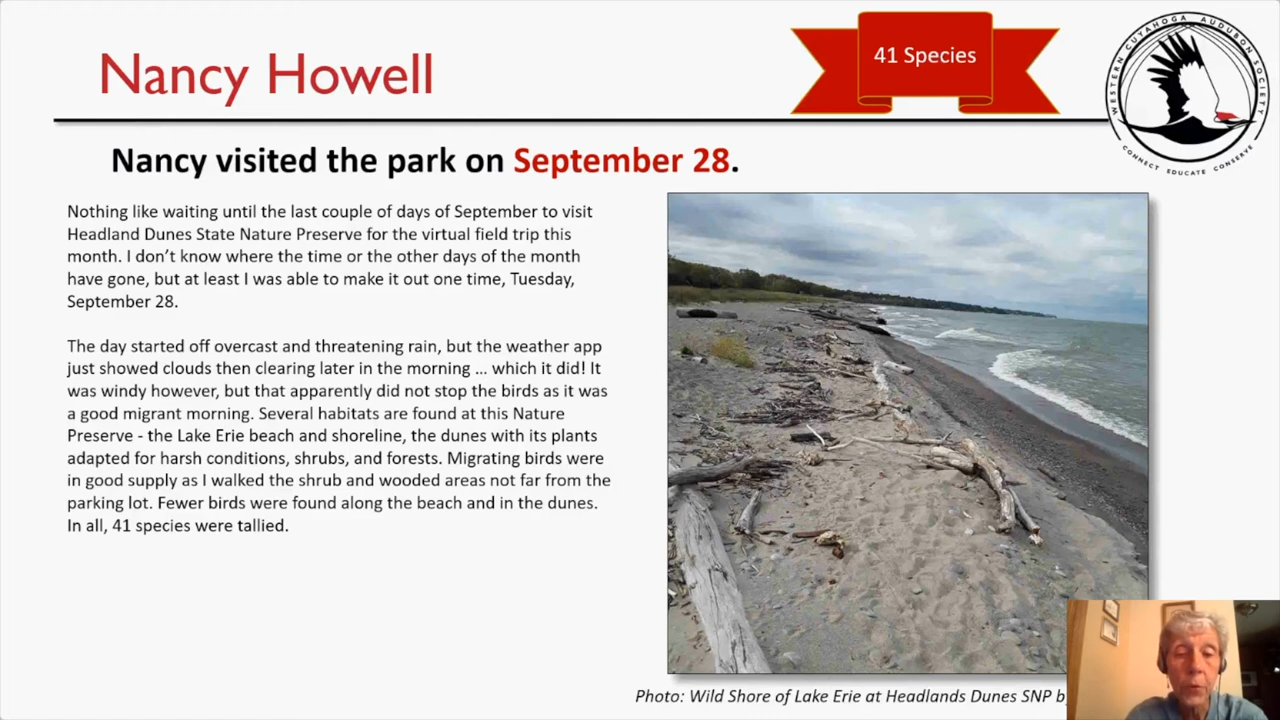 Nancy Howell
41 Species
WESTERN CUYAHOGA AUDUBON SOCIETY
CONNECT EDUCATE CONSERVE
Nancy visited the park on September 28.
Nothing like waiting until the last couple of days of September to visit
Headland Dunes State Nature Preserve for the virtual field trip this
month. I don’t know where the time or the other days of the month
have gone, but at least I was able to make it out one time, Tuesday,
September 28.
The day started off overcast and threatening rain, but the weather app
just showed clouds then clearing later in the morning ... which it did! It
was windy however, but that apparently did not stop the birds as it was
a good migrant morning. Several habitats are found at this Nature
Preserve - the Lake Erie beach and shoreline, the dunes with its plants
adapted for harsh conditions, shrubs, and forests. Migrating birds were
in good supply as I walked the shrub and wooded areas not far from the
parking lot. Fewer birds were found along the beach and in the dunes.
In all, 41 species were tallied.
Photo: Wild Shore of Lake Erie at Headlands Dunes SNP